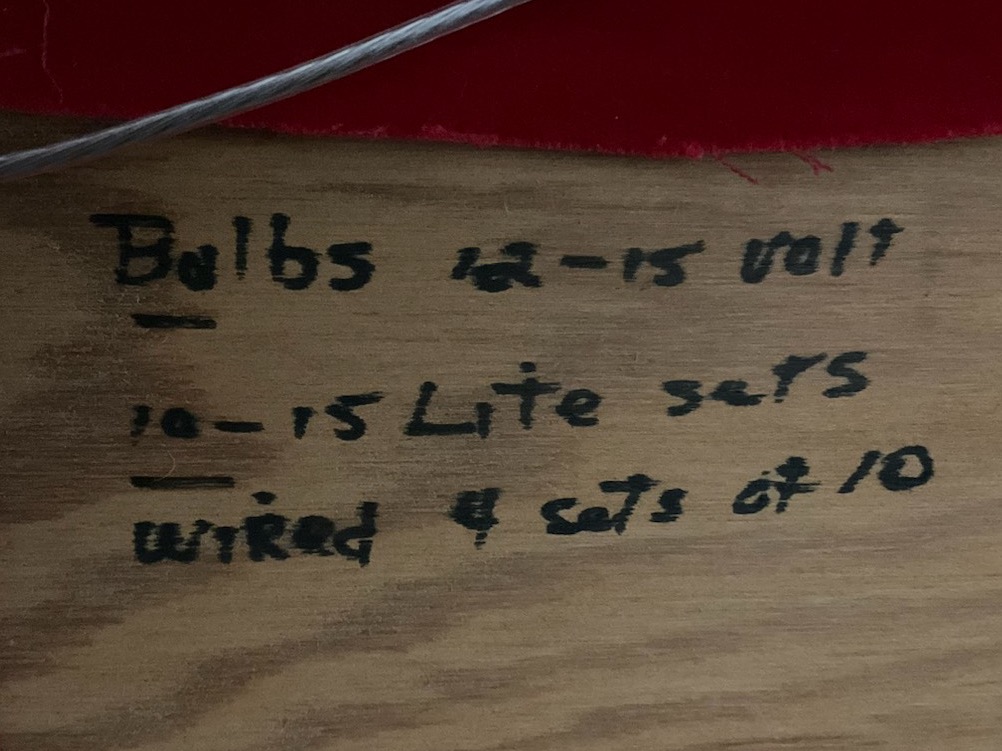 Bulbs 12-15 volt
10-15 Lite sets
wired 4 sets of 10